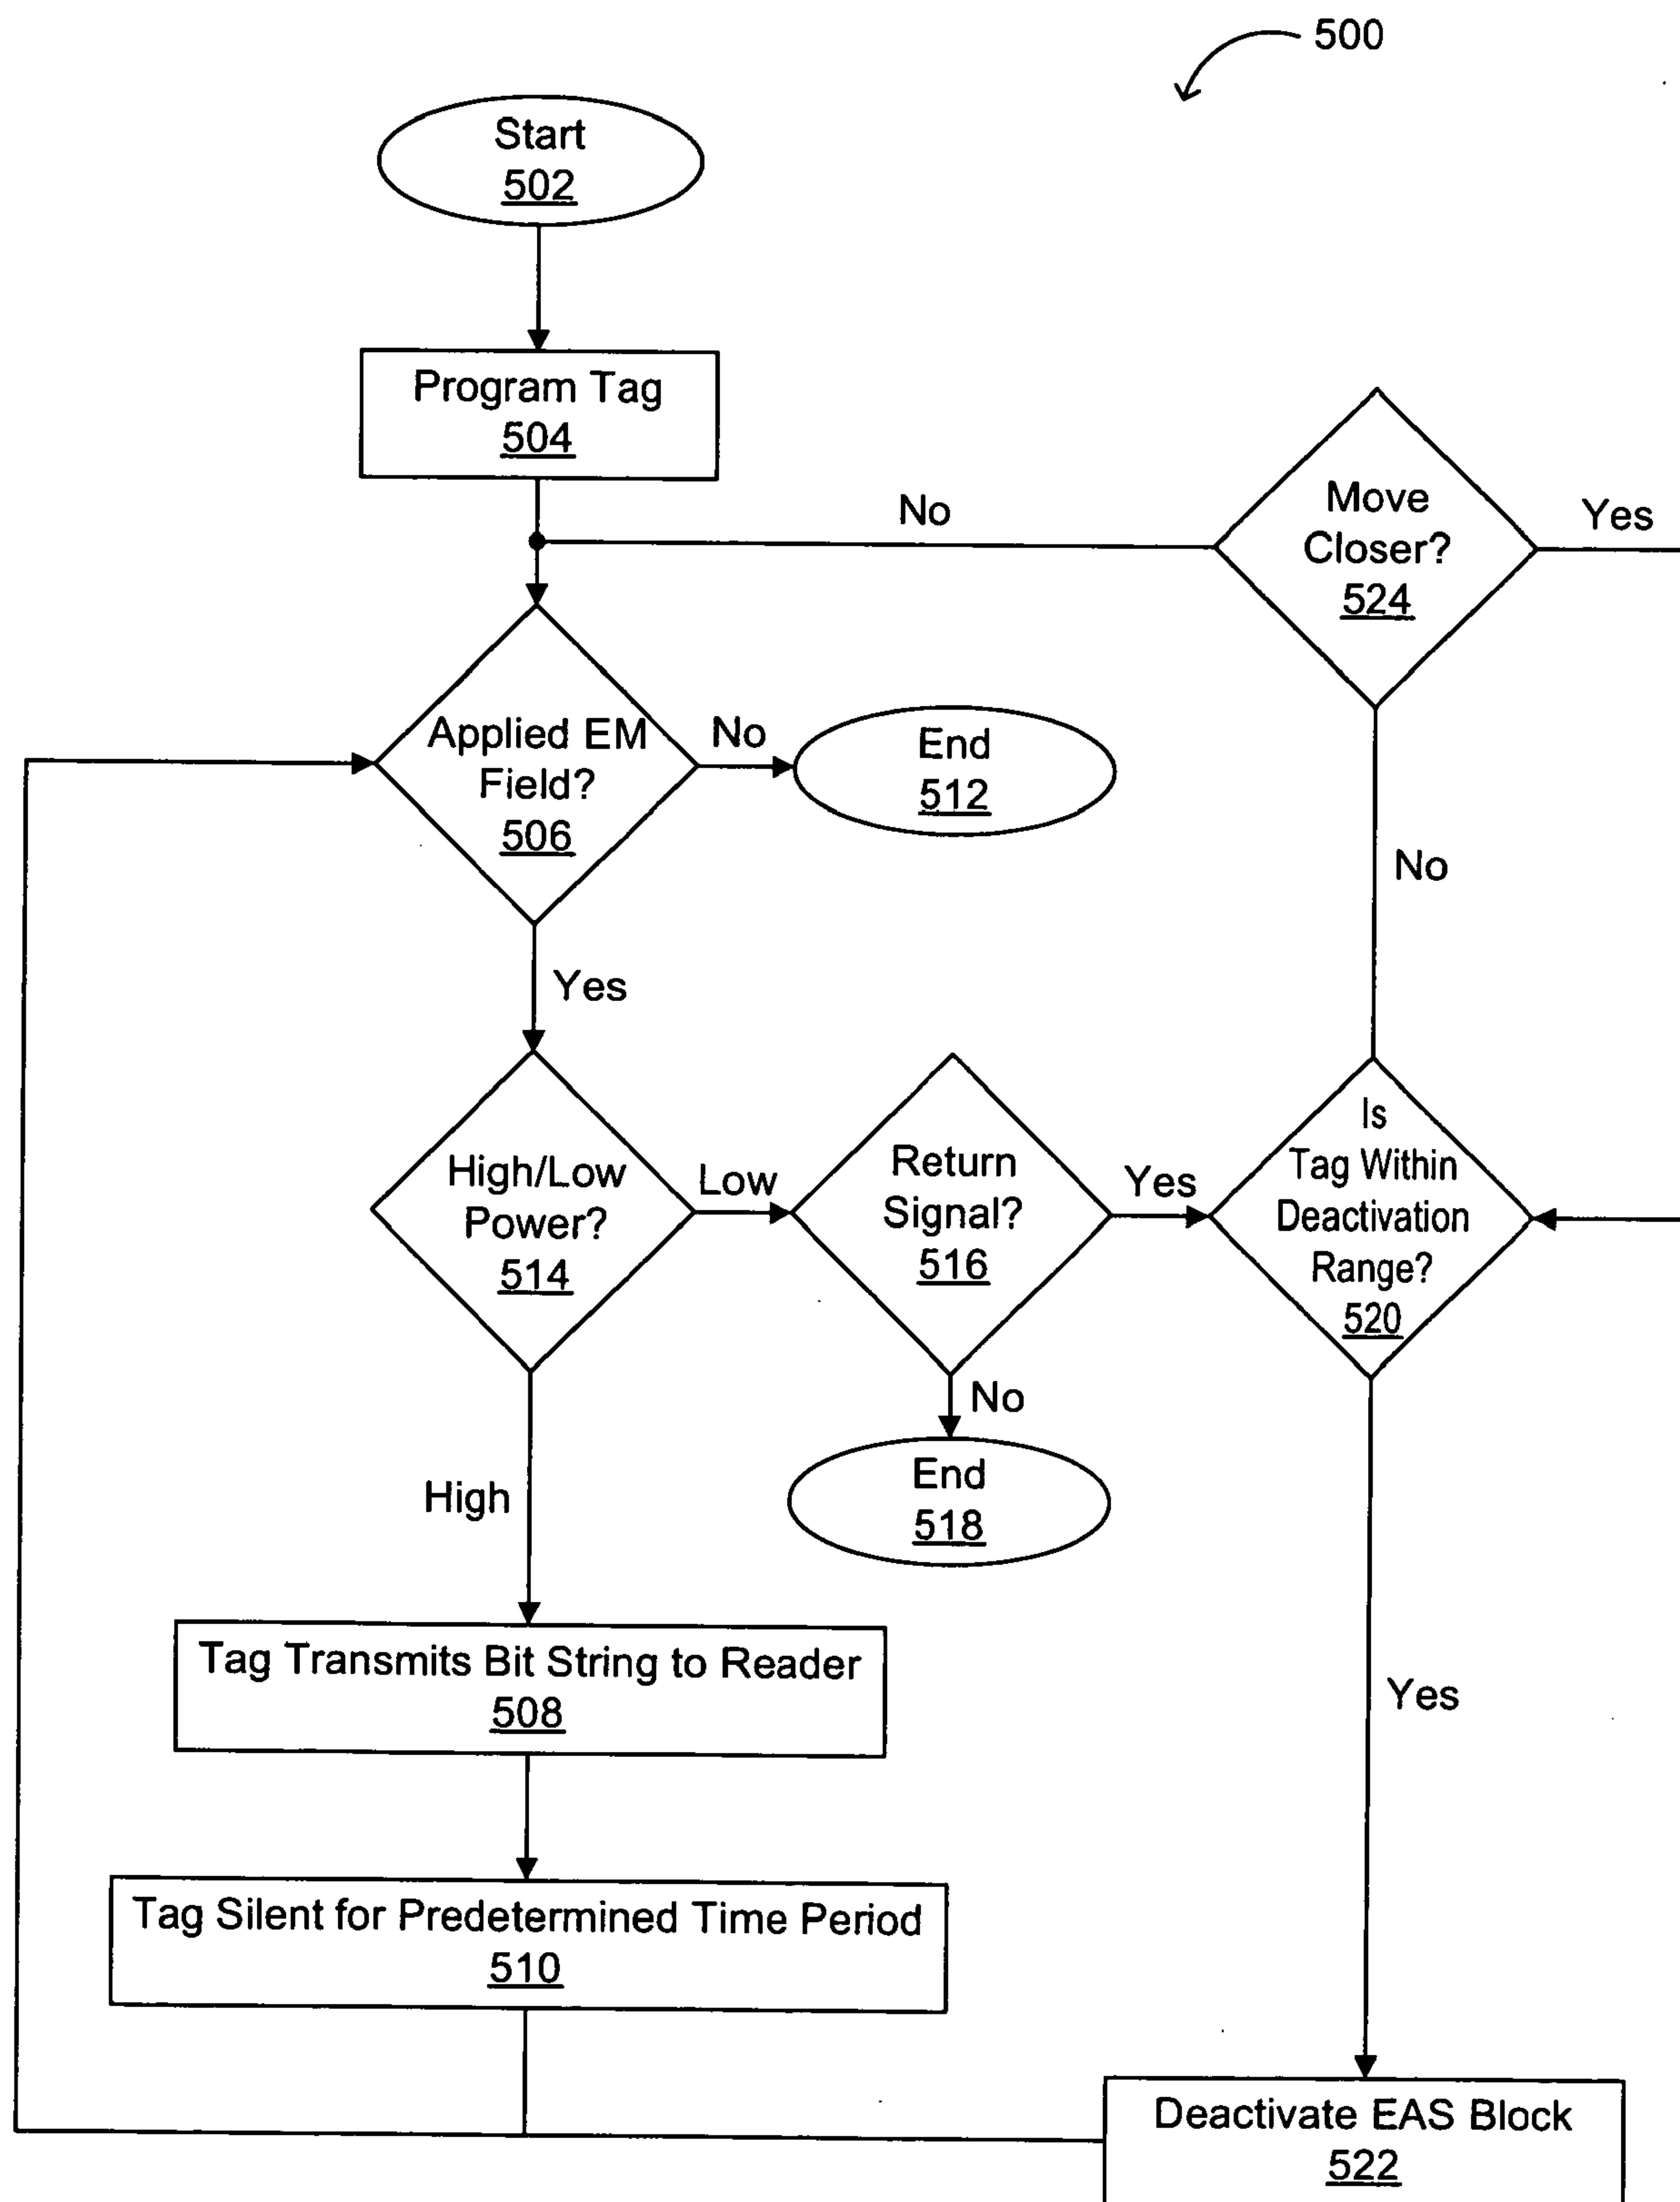 500
Start
502
Program Tag
504
No
Move
Closer?
524
Yes
Applied EM
Field?
506
No
End
512
No
Yes
High/Low
Power?
514
Low
Return
Signal?
516
Yes
Is
Tag Within
Deactivation
Range?
520
No
End
518
High
Tag Transmits Bit String to Reader
508
Yes
Tag Silent for Predetermined Time Period
510
Deactivate EAS Block
522